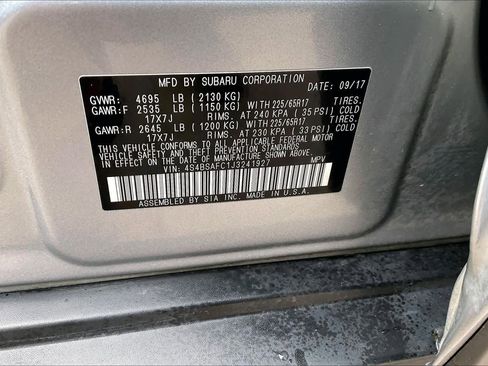 MFD BY SUBARU CORPORATION DATE: 09/17
GVWR: 4695 LB (2130 KG)
GAWR: F 2535 LB (1150 KG) WITH 225/65R17 TIRES.
17X7J RIMS. AT 240 KPA (35 PSI) COLD
GAWR: R 2645 LB (1200 KG) WITH 225/65R17 TIRES.
17X7J RIMS. AT 230 KPA (33 PSI) COLD
THIS VEHICLE CONFORMS TO ALL APPLICABLE FEDERAL MOTOR
VEHICLE SAFETY AND THEFT PREVENTION STANDARDS
IN EFFECT ON THE DATE OF MANUFACTURE SHOWN ABOVE.
VIN: 4S4BSAFC1J3241927 MPV
ASSEMBLED BY SIA INC. MADE IN U.S.A.